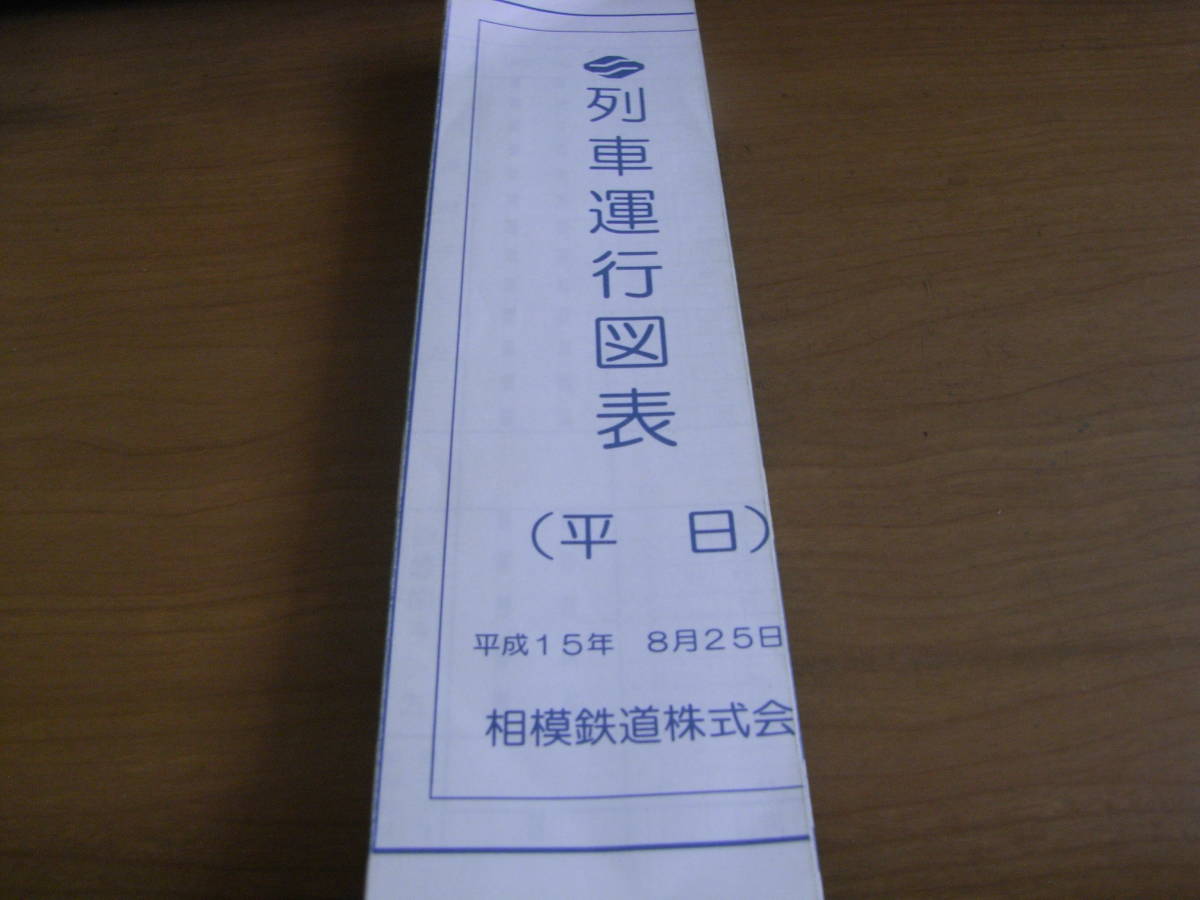 列車運行図表
（平　日）
平成１５年　８月２５日
相模鉄道株式会